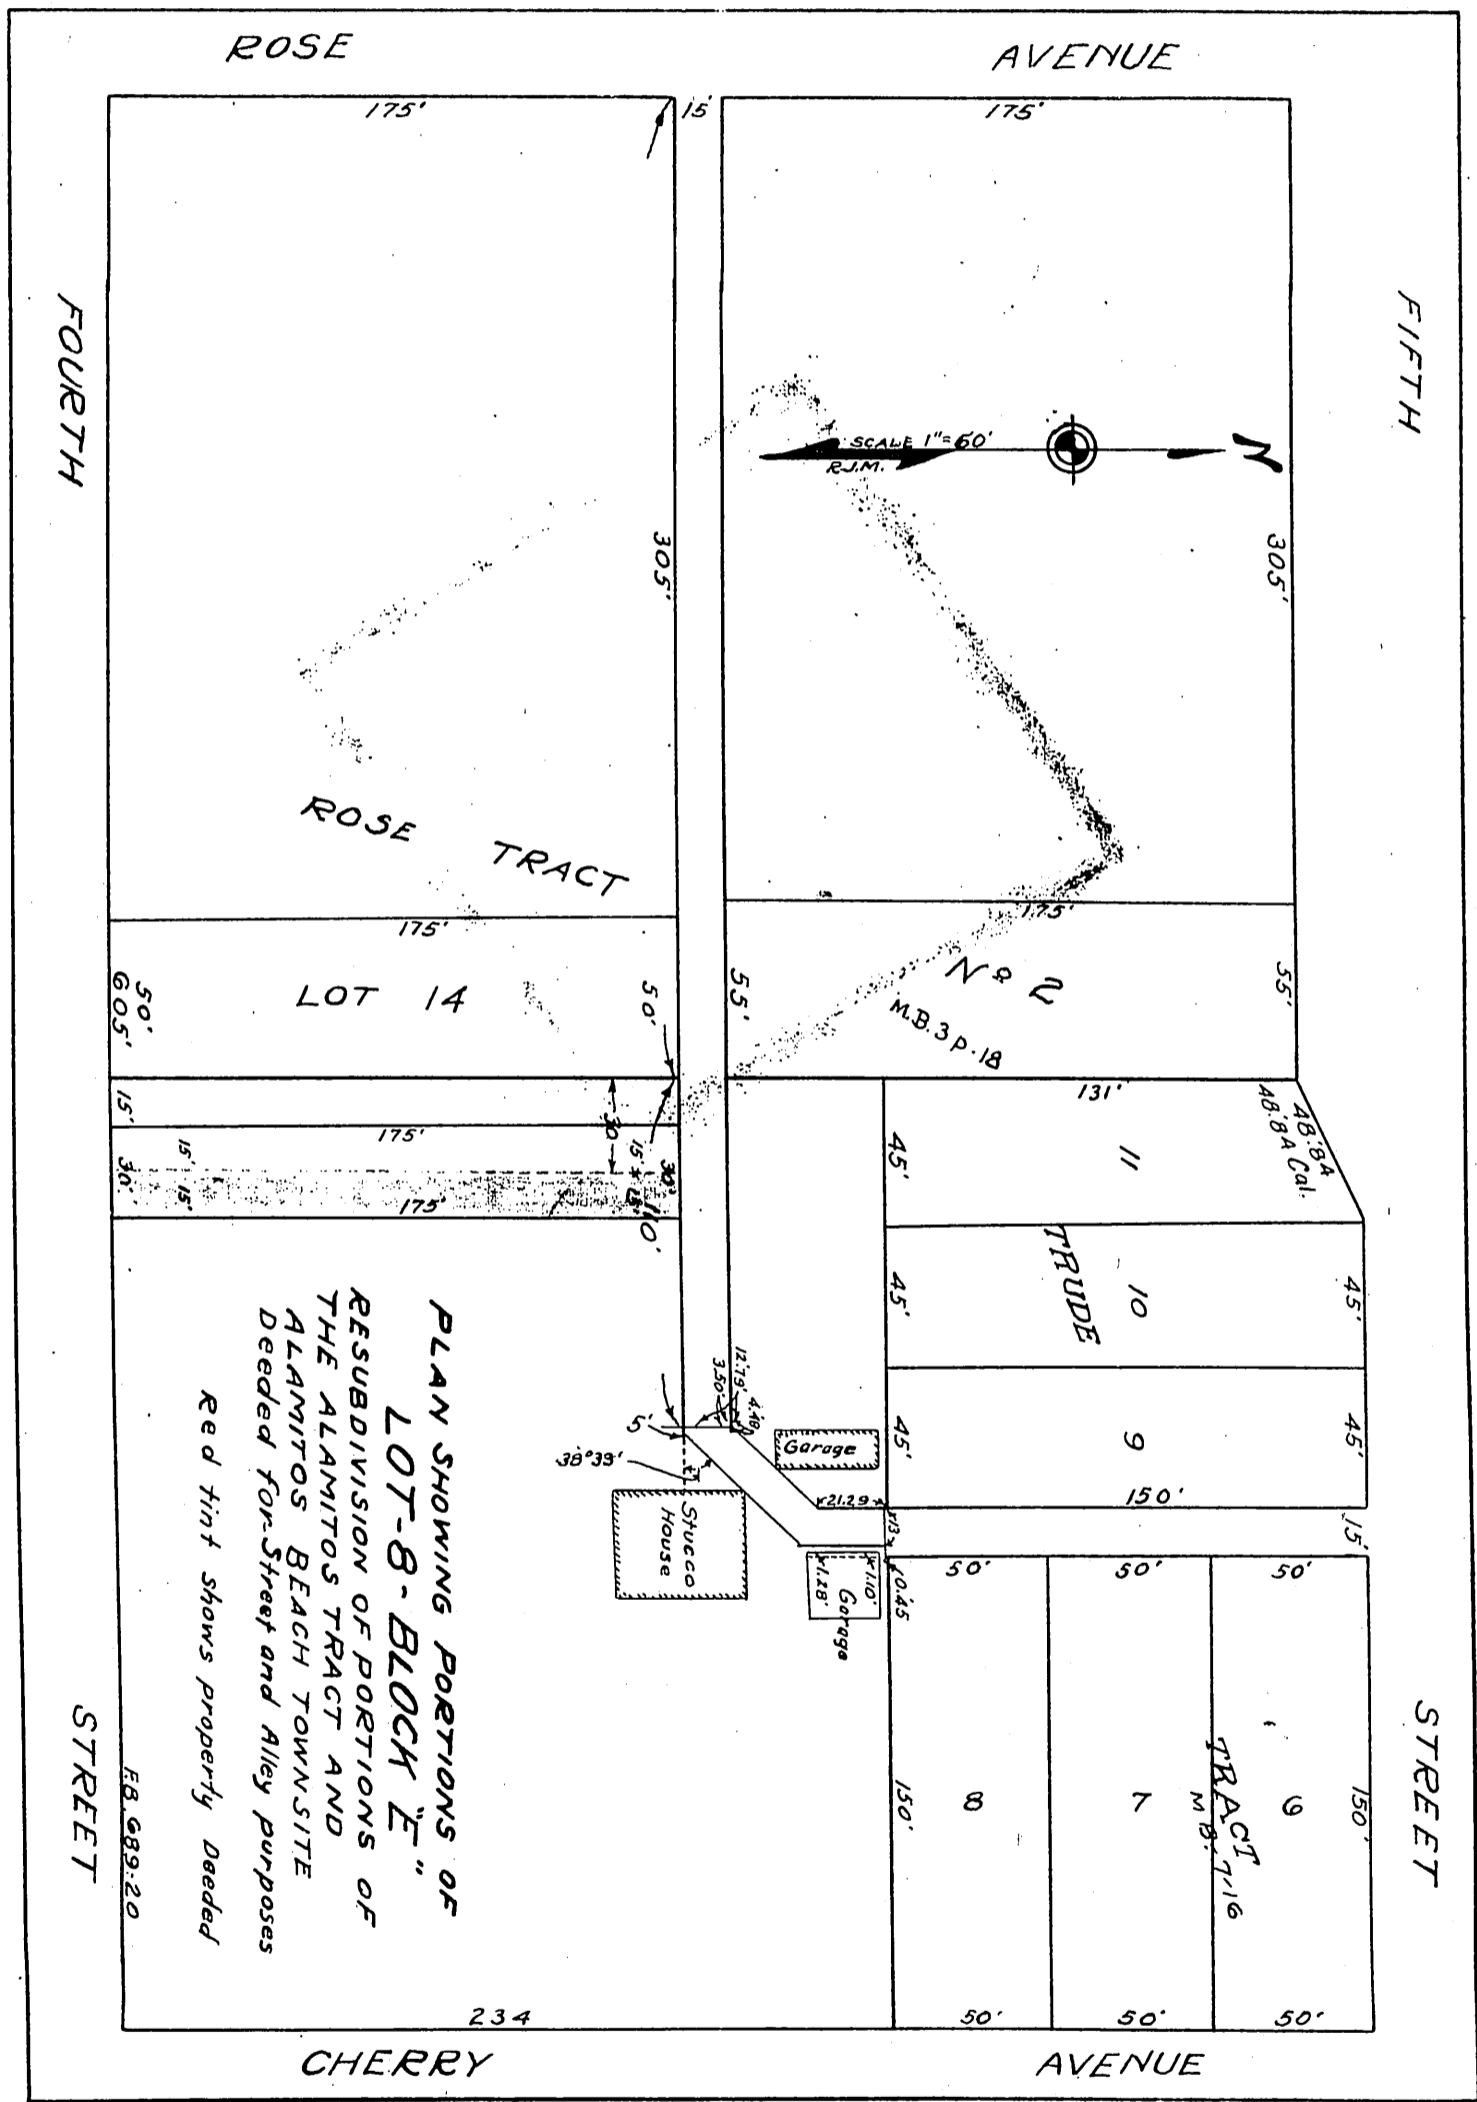 ROSE AVENUE
175' 15' 175'
FOURTH STREET
FIFTH STREET
SCALE 1"=60'
R.J.M.
N
305'
305'
ROSE TRACT
Nº 2
M.B. 3 P. 18
175'
175'
LOT 14
50'
605'
50'
55'
55'
131'
48.84
48.84 Cal.
15'
175'
30
15'
15'
30'
15'
15'
30'
175'
110'
45'
11
45'
10
45'
TRUDE
45'
9
45'
150'
15'
12.79'
3.50'
4.48
5'
38°39'
Garage
21.29
13
Stucco
House
1.10'
1.28'
Garage
0.45
50'
50'
50'
150'
8
7
6
150'
TRACT
M.B. 7-16
PLAN SHOWING PORTIONS OF
LOT-8-BLOCK "E"
RESUBDIVISION OF PORTIONS OF
THE ALAMITOS TRACT AND
ALAMITOS BEACH TOWNSITE
Deeded for Street and Alley purposes
Red tint shows property Deeded
F.B. 689-20
234
50'
50'
50'
CHERRY AVENUE